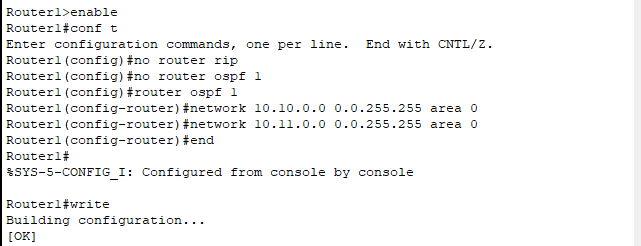 Router1>enable
Router1#conf t
Enter configuration commands, one per line.  End with CNTL/Z.
Router1(config)#no router rip
Router1(config)#no router ospf 1
Router1(config)#router ospf 1
Router1(config-router)#network 10.10.0.0 0.0.255.255 area 0
Router1(config-router)#network 10.11.0.0 0.0.255.255 area 0
Router1(config-router)#end
Router1#
%SYS-5-CONFIG_I: Configured from console by console

Router1#write
Building configuration...
[OK]